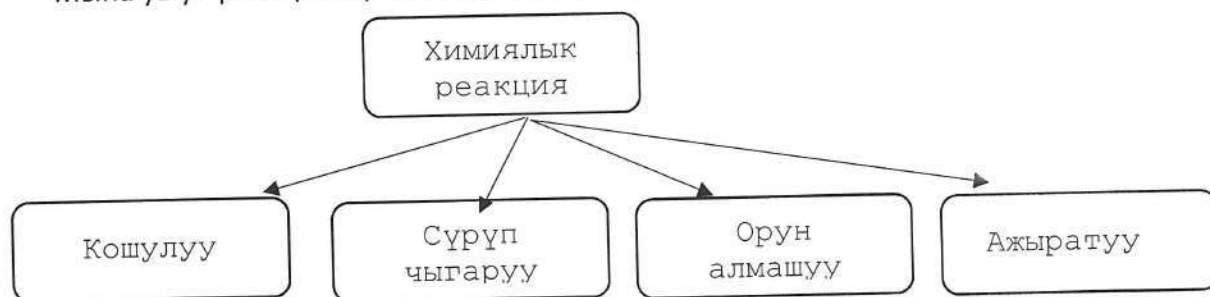 Химиялык
реакция
Кошулуу
Сүрүп
чыгаруу
Орун
алмашуу
Ажыратуу